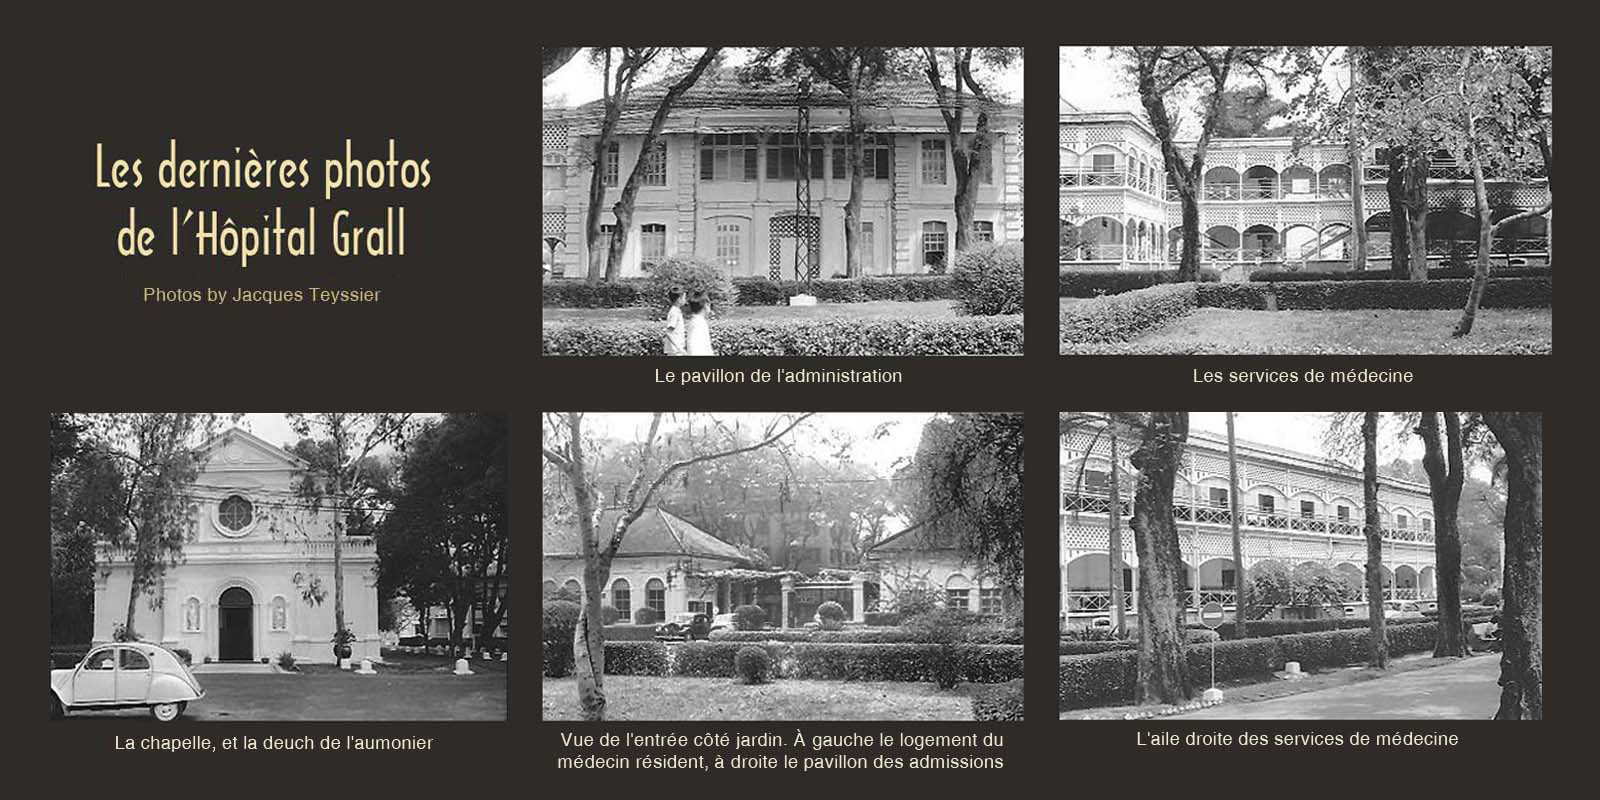 Les dernières photos
de l'Hôpital Grall
Photos by Jacques Teyssier
Le pavillon de l'administration
Les services de médecine
La chapelle, et la deuch de l'aumonier
Vue de l'entrée côté jardin. À gauche le logement du
médecin résident, à droite le pavillon des admissions
L'aile droite des services de médecine